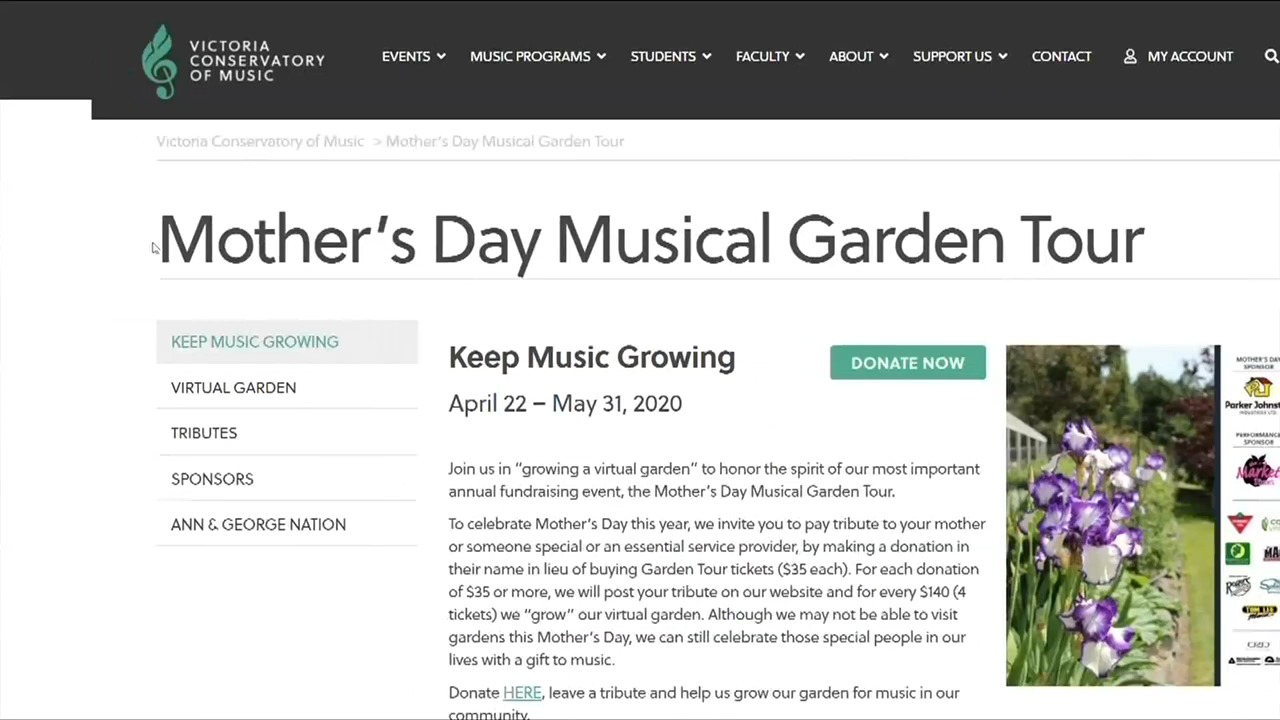 VICTORIA
CONSERVATORY
OF MUSIC
EVENTS MUSIC PROGRAMS STUDENTS FACULTY ABOUT SUPPORT US CONTACT MY ACCOUNT
Victoria Conservatory of Music > Mother's Day Musical Garden Tour
Mother's Day Musical Garden Tour
KEEP MUSIC GROWING
VIRTUAL GARDEN
TRIBUTES
SPONSORS
ANN & GEORGE NATION
Keep Music Growing
DONATE NOW
April 22 – May 31, 2020
Join us in “growing a virtual garden” to honor the spirit of our most important
annual fundraising event, the Mother's Day Musical Garden Tour.
To celebrate Mother's Day this year, we invite you to pay tribute to your mother
or someone special or an essential service provider, by making a donation in
their name in lieu of buying Garden Tour tickets ($35 each). For each donation
of $35 or more, we will post your tribute on our website and for every $140 (4
tickets) we “grow” our virtual garden. Although we may not be able to visit
gardens this Mother's Day, we can still celebrate those special people in our
lives with a gift to music.
Donate HERE, leave a tribute and help us grow our garden for music in our
community.
MOTHER'S DAY
SPONSOR
Parker Johnst
PERFORMANCE
SPONSOR
Market
Rogers
TOM LEE